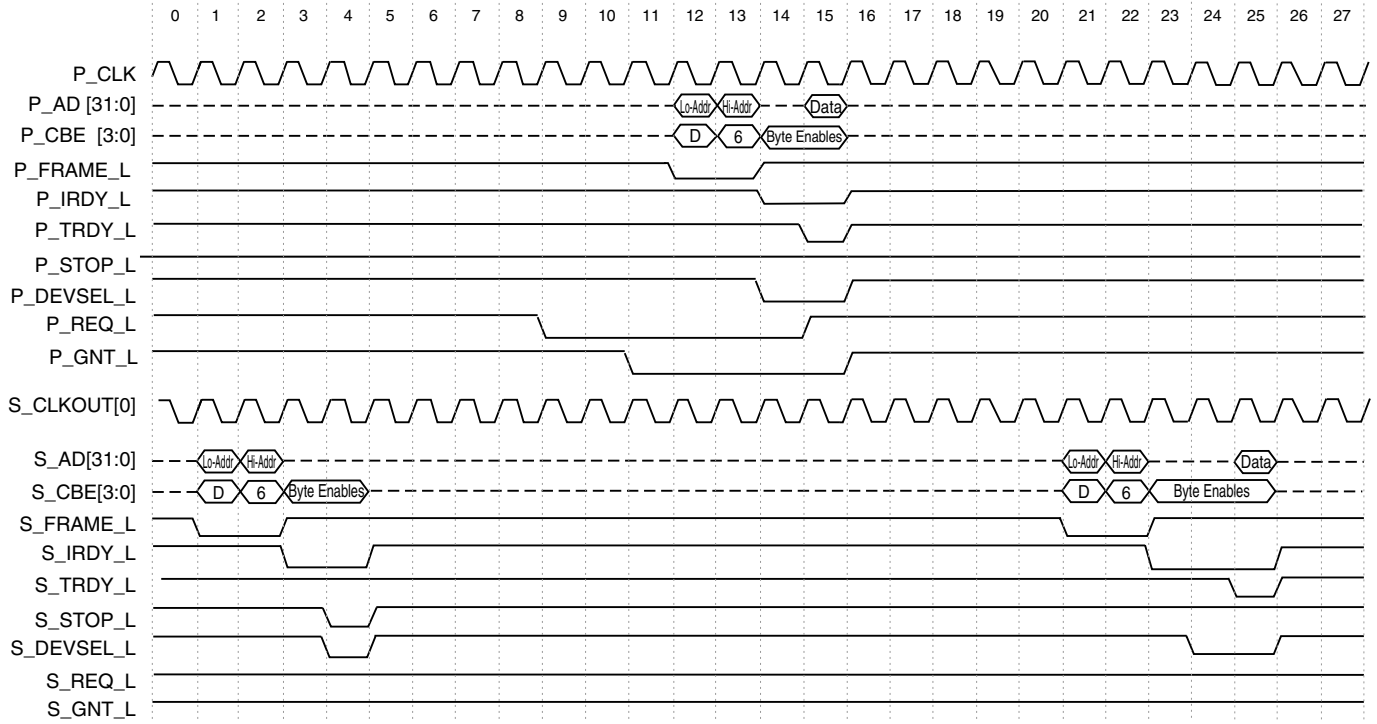 0 1 2 3 4 5 6 7 8 9 10 11 12 13 14 15 16 17 18 19 20 21 22 23 24 25 26 27
P_CLK
P_AD [31:0] Lo-Addr Hi-Addr Data
P_CBE [3:0] D 6 Byte Enables
P_FRAME_L
P_IRDY_L
P_TRDY_L
P_STOP_L
P_DEVSEL_L
P_REQ_L
P_GNT_L
S_CLKOUT[0]
S_AD[31:0] Lo-Addr Hi-Addr Lo-Addr Hi-Addr Data
S_CBE[3:0] D 6 Byte Enables D 6 Byte Enables
S_FRAME_L
S_IRDY_L
S_TRDY_L
S_STOP_L
S_DEVSEL_L
S_REQ_L
S_GNT_L